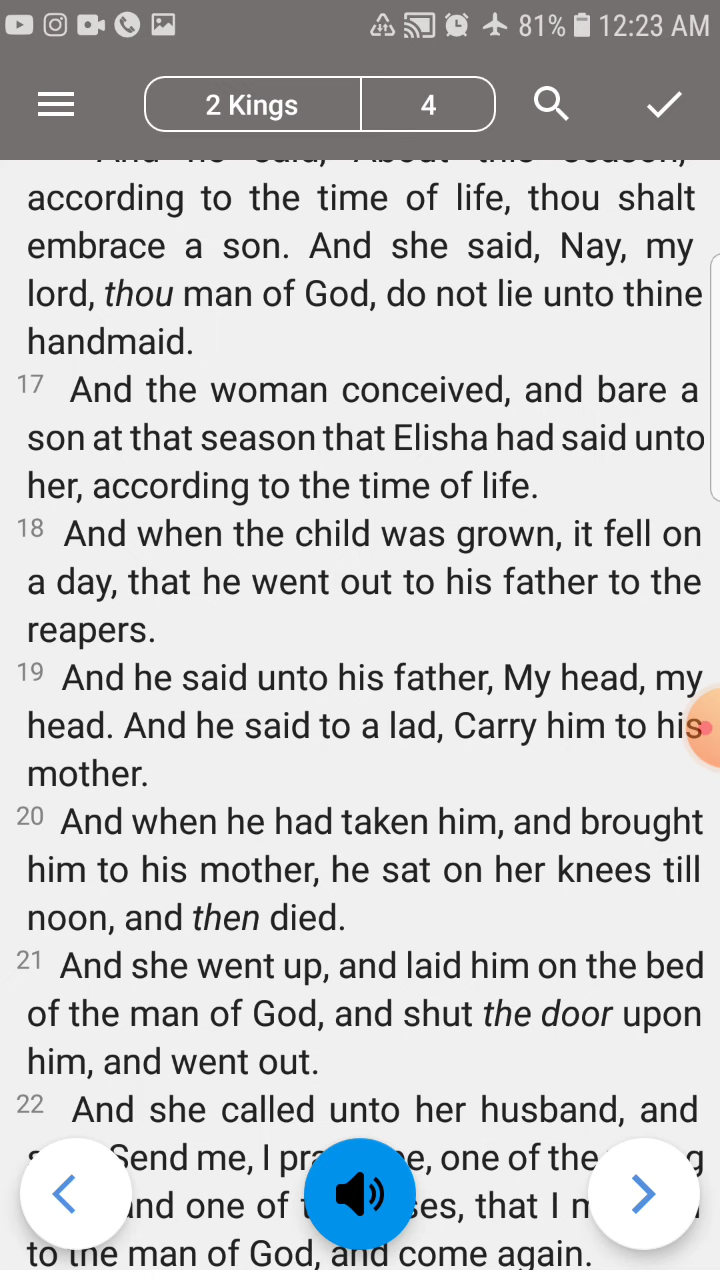 81% 12:23 AM
2 Kings 4
And he said, About this season,
according to the time of life, thou shalt
embrace a son. And she said, Nay, my
lord, thou man of God, do not lie unto thine
handmaid.
17 And the woman conceived, and bare a
son at that season that Elisha had said unto
her, according to the time of life.
18 And when the child was grown, it fell on
a day, that he went out to his father to the
reapers.
19 And he said unto his father, My head, my
head. And he said to a lad, Carry him to his
mother.
20 And when he had taken him, and brought
him to his mother, he sat on her knees till
noon, and then died.
21 And she went up, and laid him on the bed
of the man of God, and shut the door upon
him, and went out.
22 And she called unto her husband, and
Send me, I one of the
and one of that I
to the man of God, and come again.